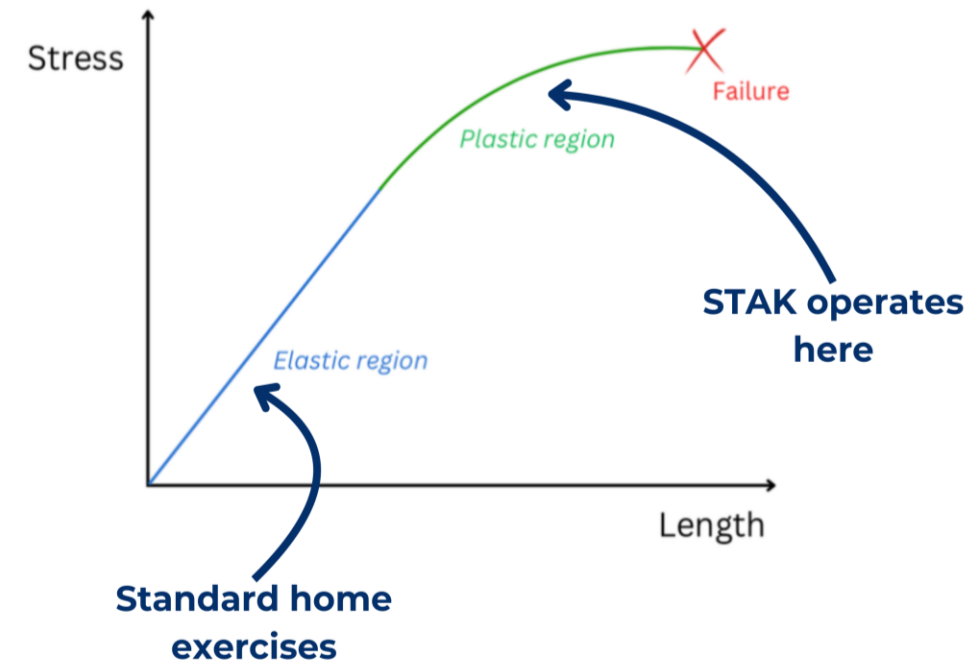 Stress
Failure
Plastic region
STAK operates
here
Elastic region
Length
Standard home
exercises